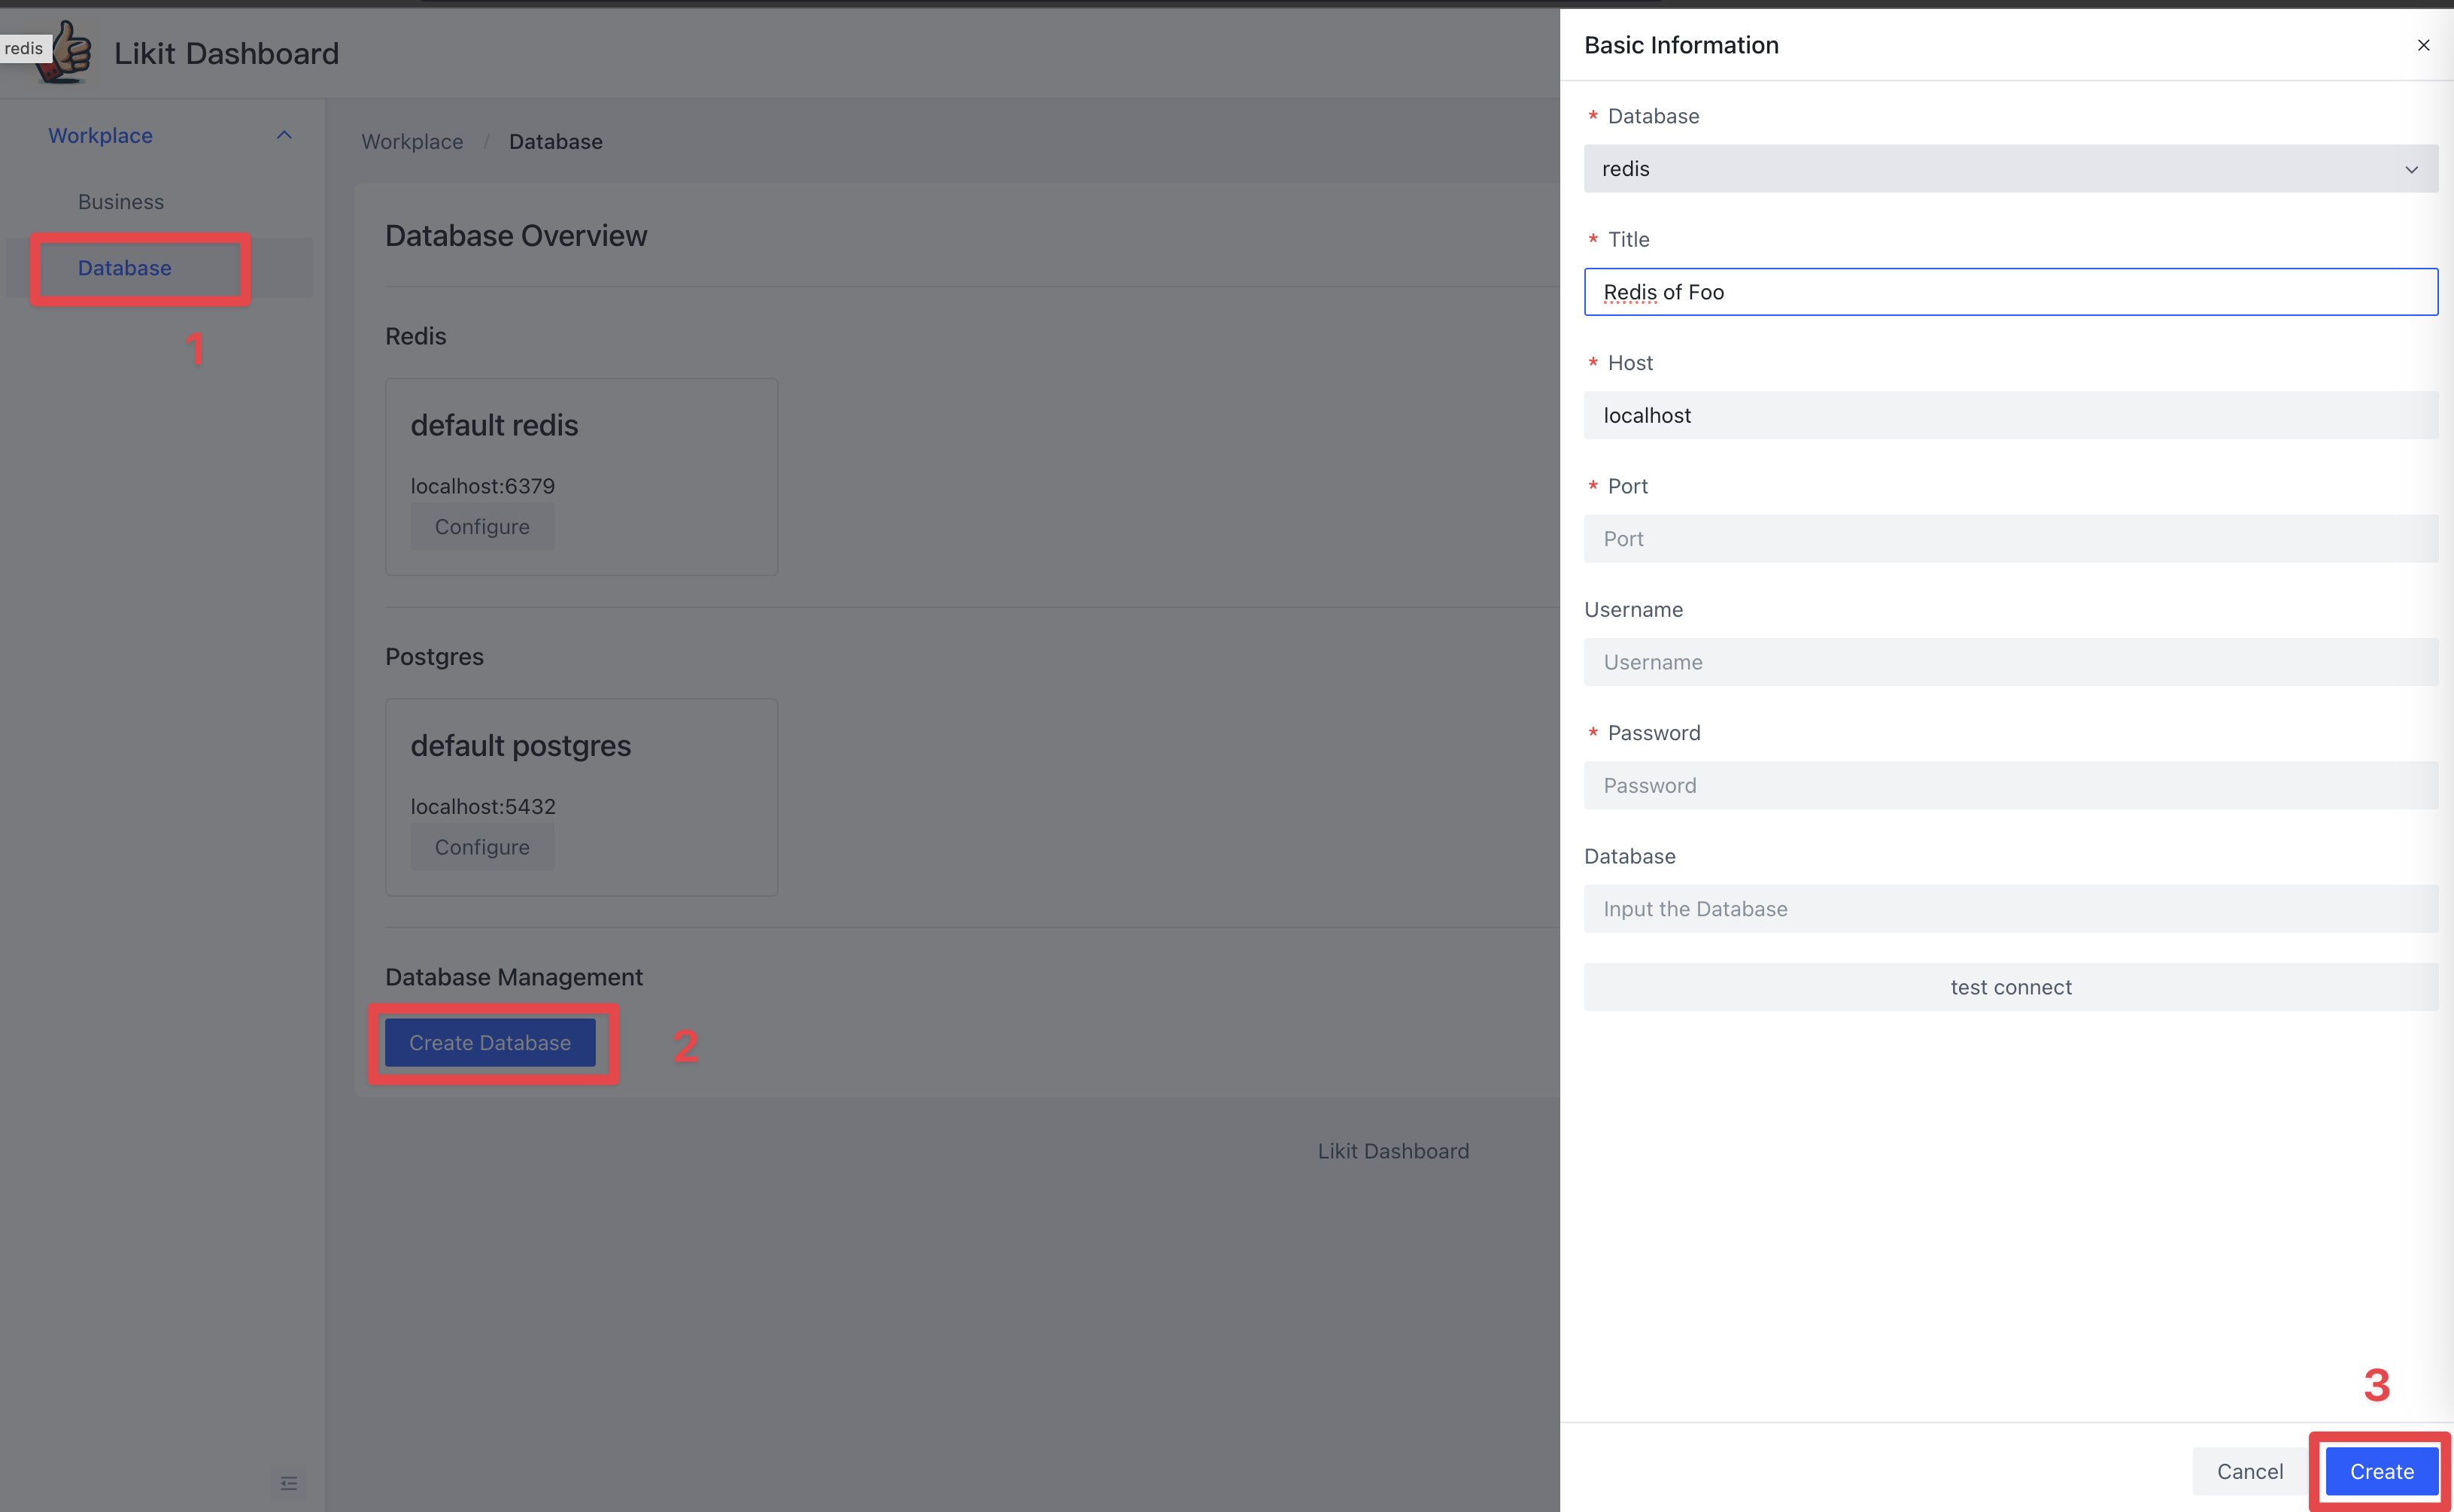 redis
Likit Dashboard
Workplace
Business
Database
1
Workplace / Database
Database Overview
Redis
default redis
localhost:6379
Configure
Postgres
default postgres
localhost:5432
Configure
Database Management
Create Database
2
Likit Dashboard
Basic Information
* Database
redis
* Title
Redis of Foo
* Host
localhost
* Port
Port
Username
Username
* Password
Password
Database
Input the Database
test connect
3
Cancel
Create